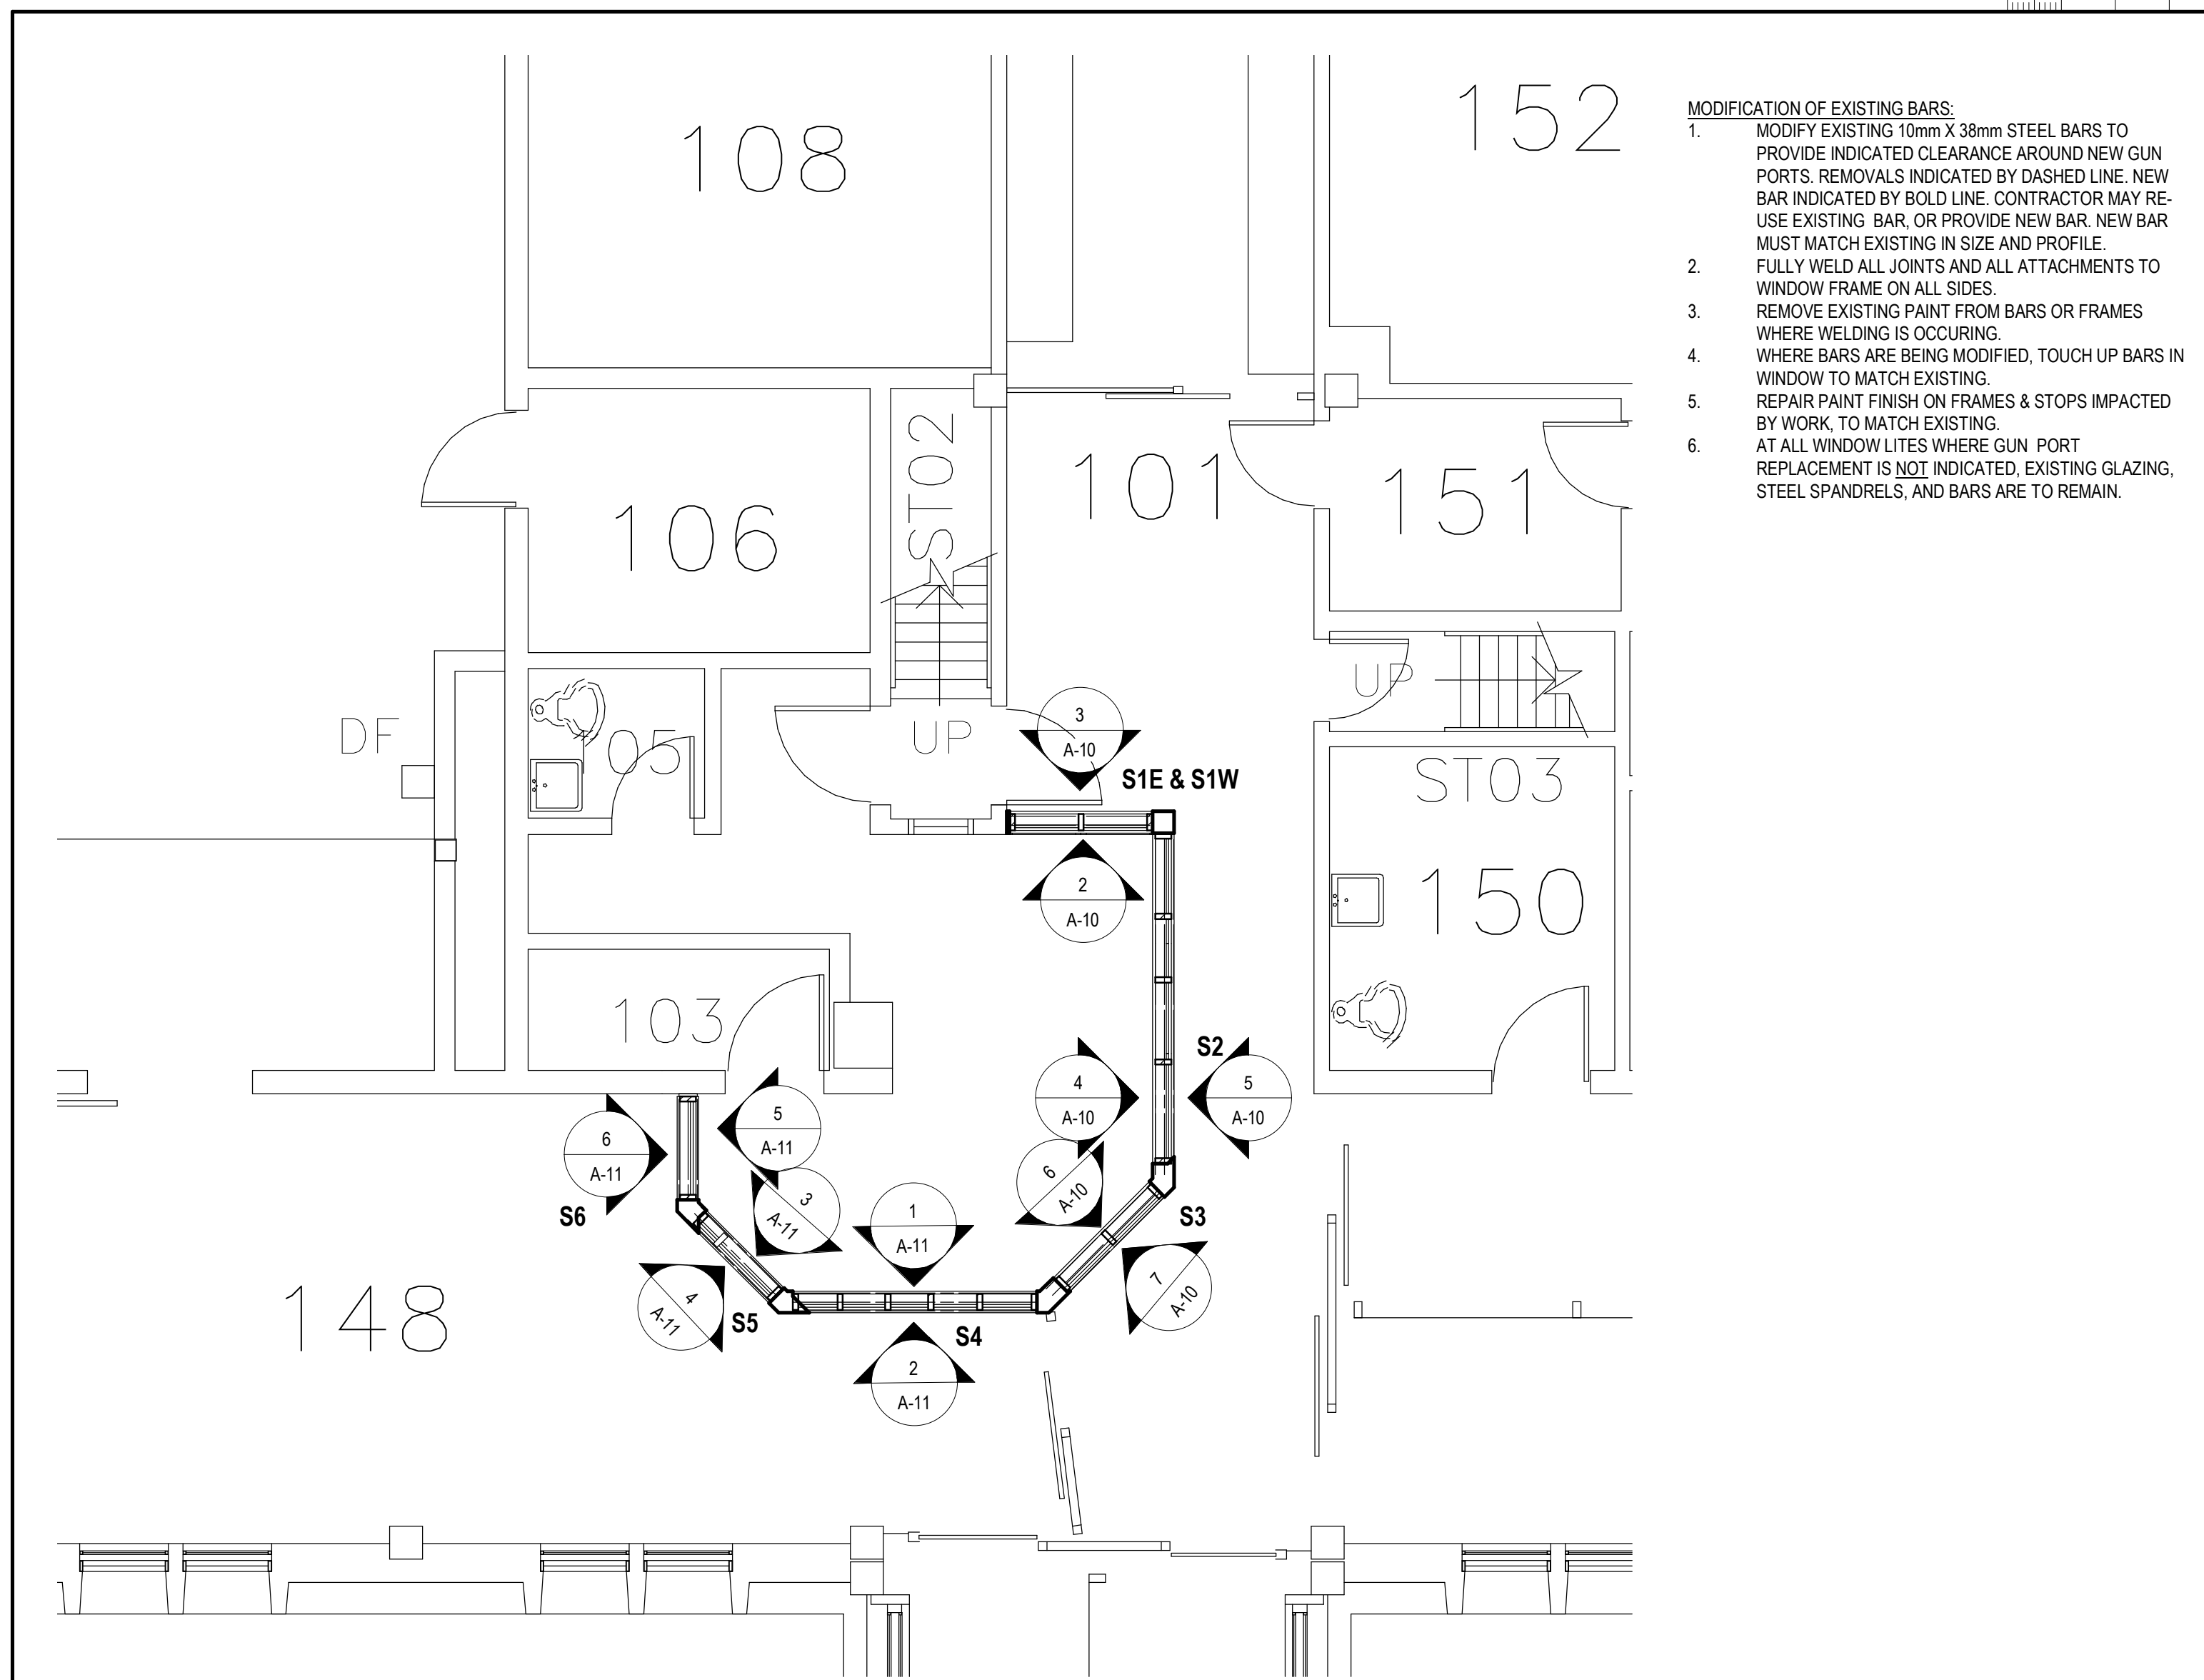 MODIFICATION OF EXISTING BARS:
1. MODIFY EXISTING 10mm X 38mm STEEL BARS TO
PROVIDE INDICATED CLEARANCE AROUND NEW GUN
PORTS. REMOVALS INDICATED BY DASHED LINE. NEW
BAR INDICATED BY BOLD LINE. CONTRACTOR MAY RE-
USE EXISTING BAR, OR PROVIDE NEW BAR. NEW BAR
MUST MATCH EXISTING IN SIZE AND PROFILE.
2. FULLY WELD ALL JOINTS AND ALL ATTACHMENTS TO
WINDOW FRAME ON ALL SIDES.
3. REMOVE EXISTING PAINT FROM BARS OR FRAMES
WHERE WELDING IS OCCURING.
4. WHERE BARS ARE BEING MODIFIED, TOUCH UP BARS IN
WINDOW TO MATCH EXISTING.
5. REPAIR PAINT FINISH ON FRAMES & STOPS IMPACTED
BY WORK, TO MATCH EXISTING.
6. AT ALL WINDOW LITES WHERE GUN PORT
REPLACEMENT IS NOT INDICATED, EXISTING GLAZING,
STEEL SPANDRELS, AND BARS ARE TO REMAIN.
108
152
106
ST02
101
151
UP
DF
05
UP
3
A-10
S1E & S1W
ST03
2
A-10
150
103
S2
4
A-10
5
A-10
5
A-11
6
A-11
6
A-10
3
A-11
1
A-11
S6
S3
7
A-10
148
4
A-11
S5
S4
2
A-11